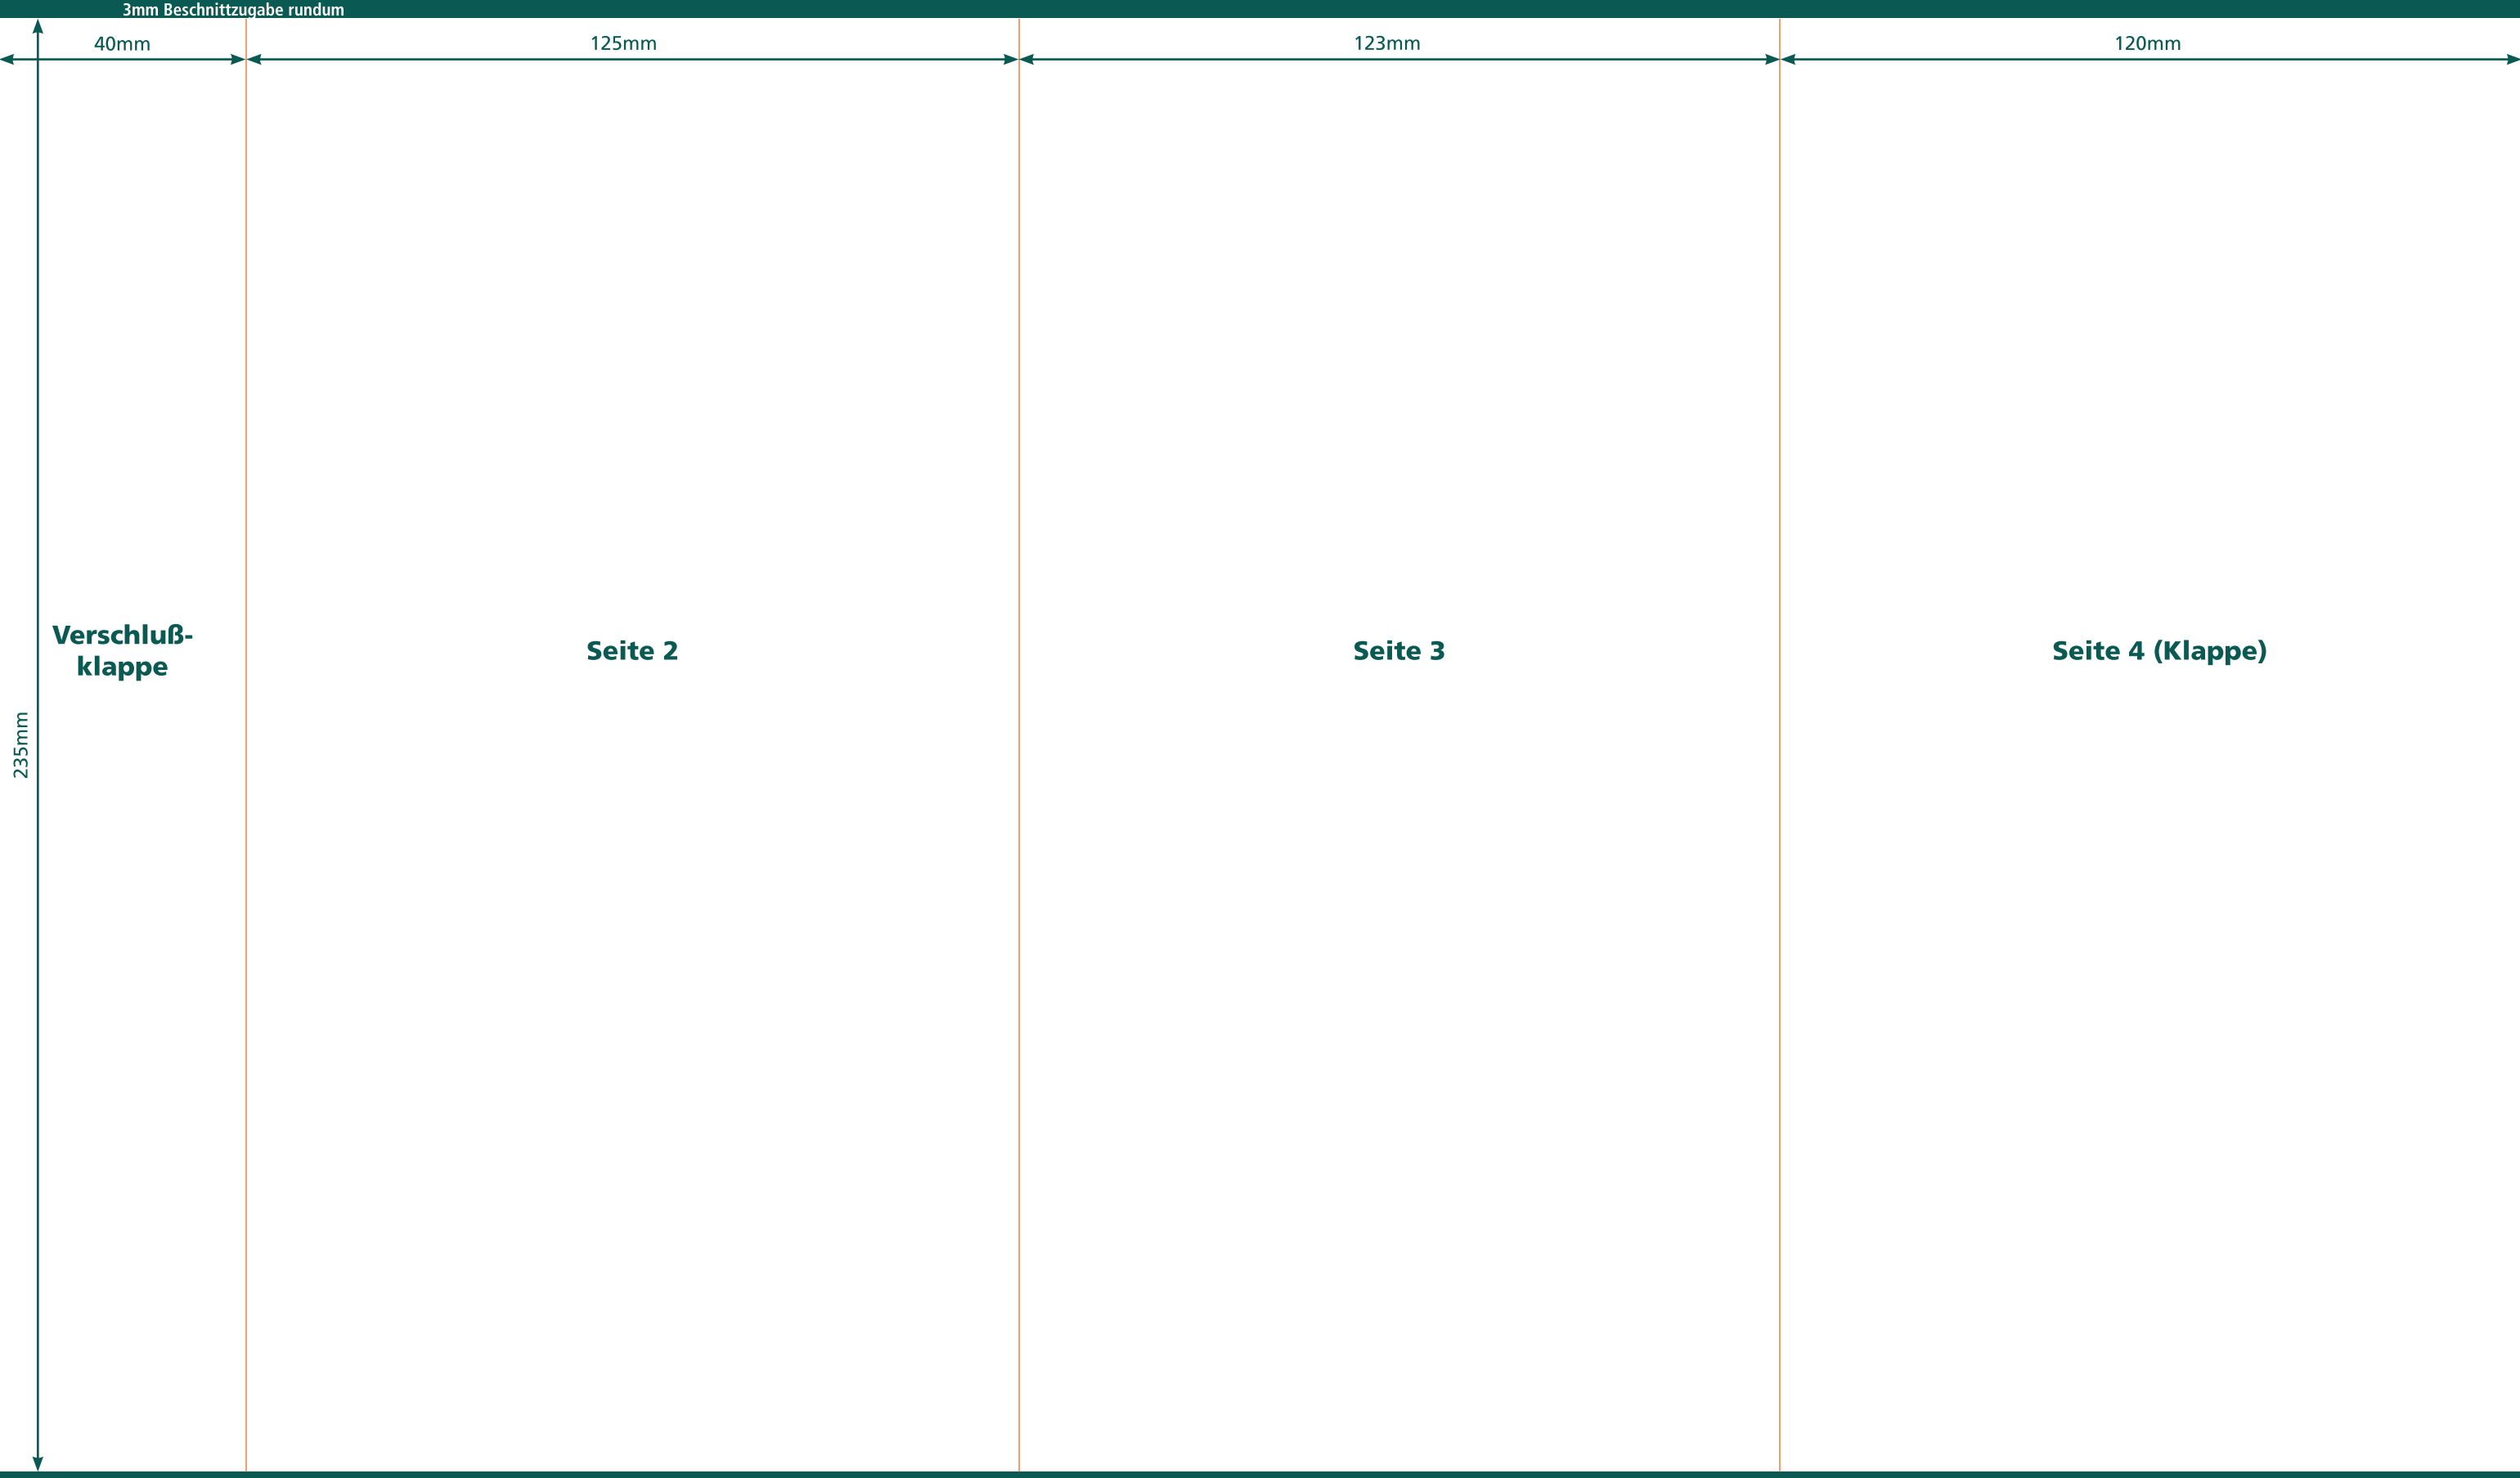 3mm Beschnittzugabe rundum
40mm
125mm
123mm
120mm
Verschluß-
klappe
Seite 2
Seite 3
Seite 4 (Klappe)
235mm